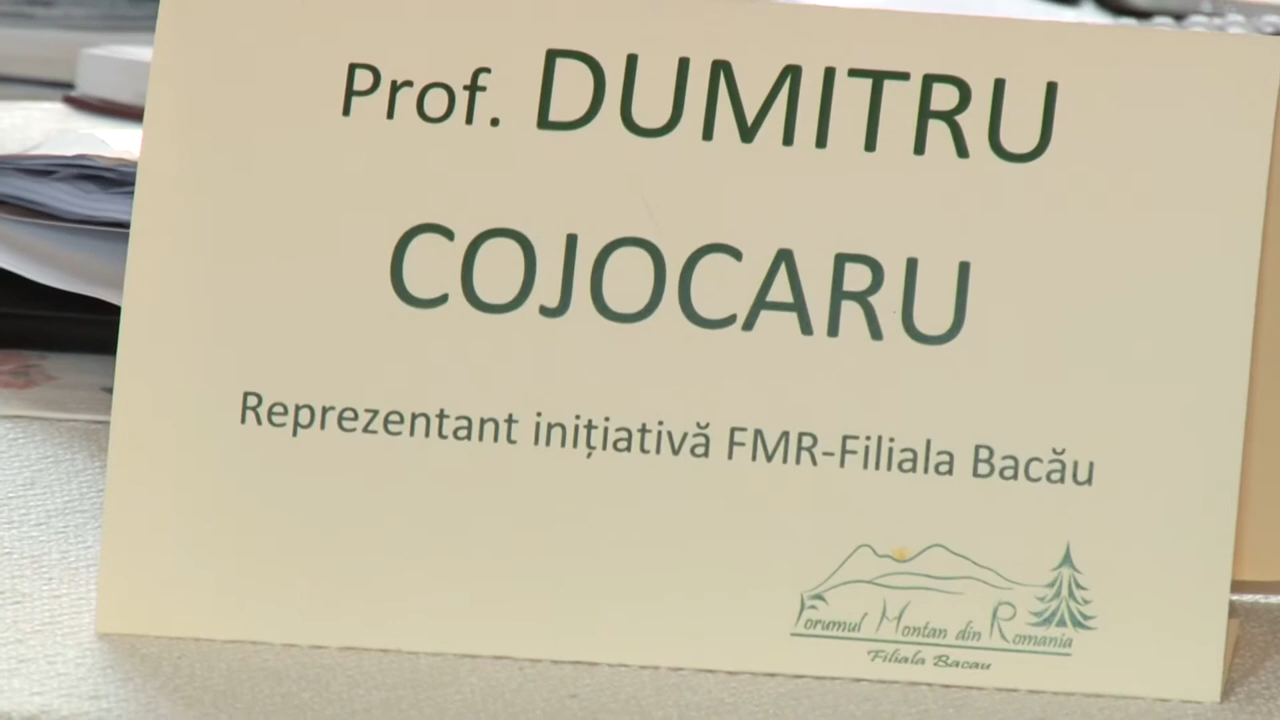 Prof. DUMITRU
COJOCARU
Reprezentant inițiativă FMR-Filiala Bacău
Forumul Montan din Romania
Filiala Bacau